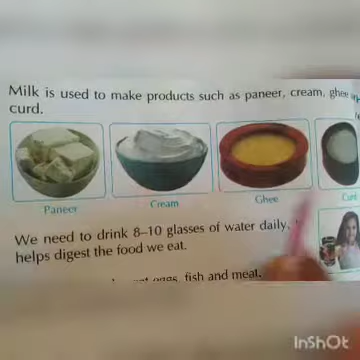 Milk is used to make products such as paneer, cream, ghee
curd.
Paneer
Cream
Ghee
We need to drink 8–10 glasses of water daily.
helps digest the food we eat.
eggs, fish and meat.
InShOt